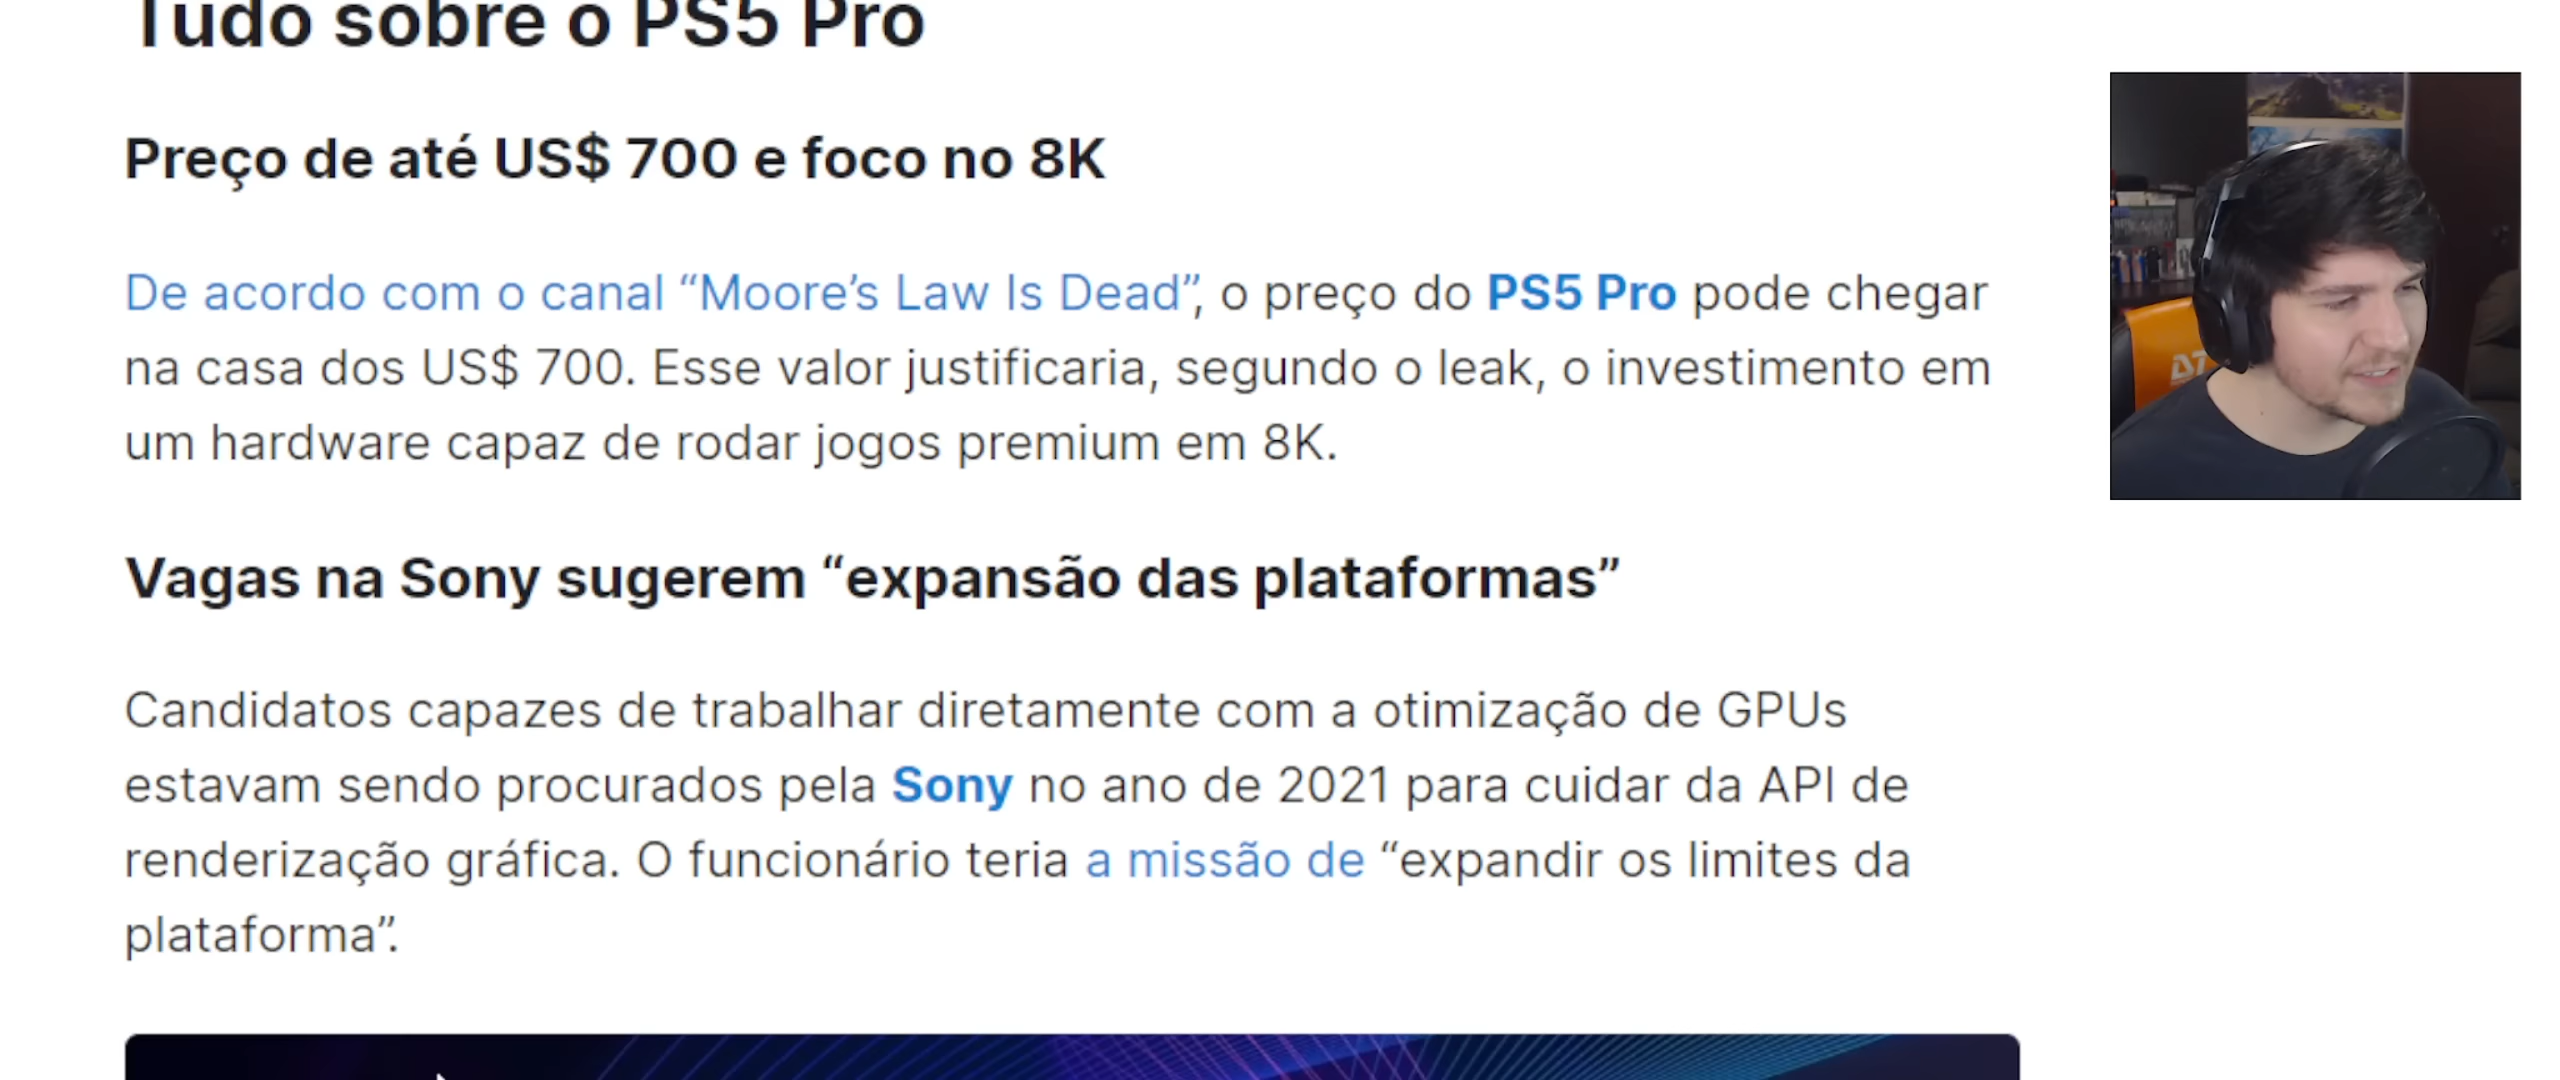 Tudo sobre o PS5 Pro
Preço de até US$ 700 e foco no 8K
De acordo com o canal “Moore’s Law Is Dead”, o preço do PS5 Pro pode chegar
na casa dos US$ 700. Esse valor justificaria, segundo o leak, o investimento em
um hardware capaz de rodar jogos premium em 8K.
Vagas na Sony sugerem “expansão das plataformas”
Candidatos capazes de trabalhar diretamente com a otimização de GPUs
estavam sendo procurados pela Sony no ano de 2021 para cuidar da API de
renderização gráfica. O funcionário teria a missão de “expandir os limites da
plataforma”.